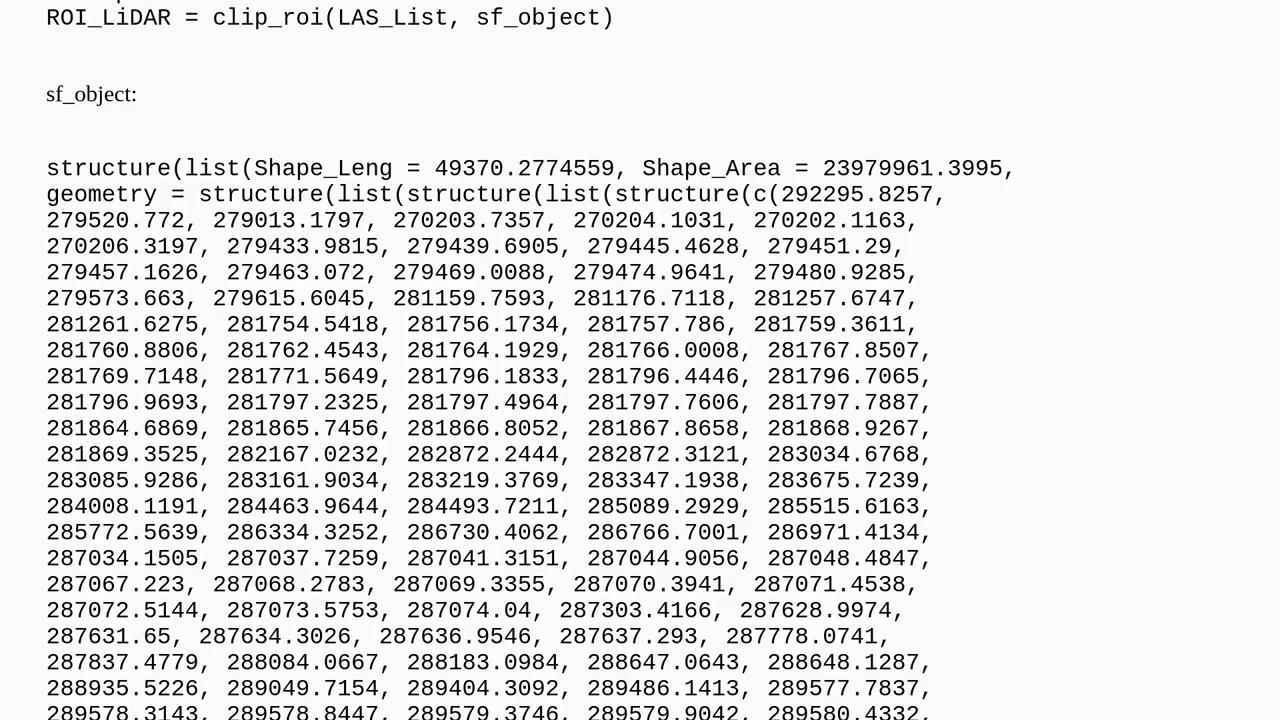 ROI_LiDAR = clip_roi(LAS_List, sf_object)
sf_object:
structure(list(Shape_Leng = 49370.2774559, Shape_Area = 23979961.3995,
geometry = structure(list(structure(list(structure(c(292295.8257,
279520.772, 279013.1797, 270203.7357, 270204.1031, 270202.1163,
270206.3197, 279433.9815, 279439.6905, 279445.4628, 279451.29,
279457.1626, 279463.072, 279469.0088, 279474.9641, 279480.9285,
279573.663, 279615.6045, 281159.7593, 281176.7118, 281257.6747,
281261.6275, 281754.5418, 281756.1734, 281757.786, 281759.3611,
281760.8806, 281762.4543, 281764.1929, 281766.0008, 281767.8507,
281769.7148, 281771.5649, 281796.1833, 281796.4446, 281796.7065,
281796.9693, 281797.2325, 281797.4964, 281797.7606, 281797.7887,
281864.6869, 281865.7456, 281866.8052, 281867.8658, 281868.9267,
281869.3525, 282167.0232, 282872.2444, 282872.3121, 283034.6768,
283085.9286, 283161.9034, 283219.3769, 283347.1938, 283675.7239,
284008.1191, 284463.9644, 284493.7211, 285089.2929, 285515.6163,
285772.5639, 286334.3252, 286730.4062, 286766.7001, 286971.4134,
287034.1505, 287037.7259, 287041.3151, 287044.9056, 287048.4847,
287067.223, 287068.2783, 287069.3355, 287070.3941, 287071.4538,
287072.5144, 287073.5753, 287074.04, 287303.4166, 287628.9974,
287631.65, 287634.3026, 287636.9546, 287637.293, 287778.0741,
287837.4779, 288084.0667, 288183.0984, 288647.0643, 288648.1287,
288935.5226, 289049.7154, 289404.3092, 289486.1413, 289577.7837,
289578.3143, 289578.8447, 289579.3746, 289579.9042, 289580.4332,